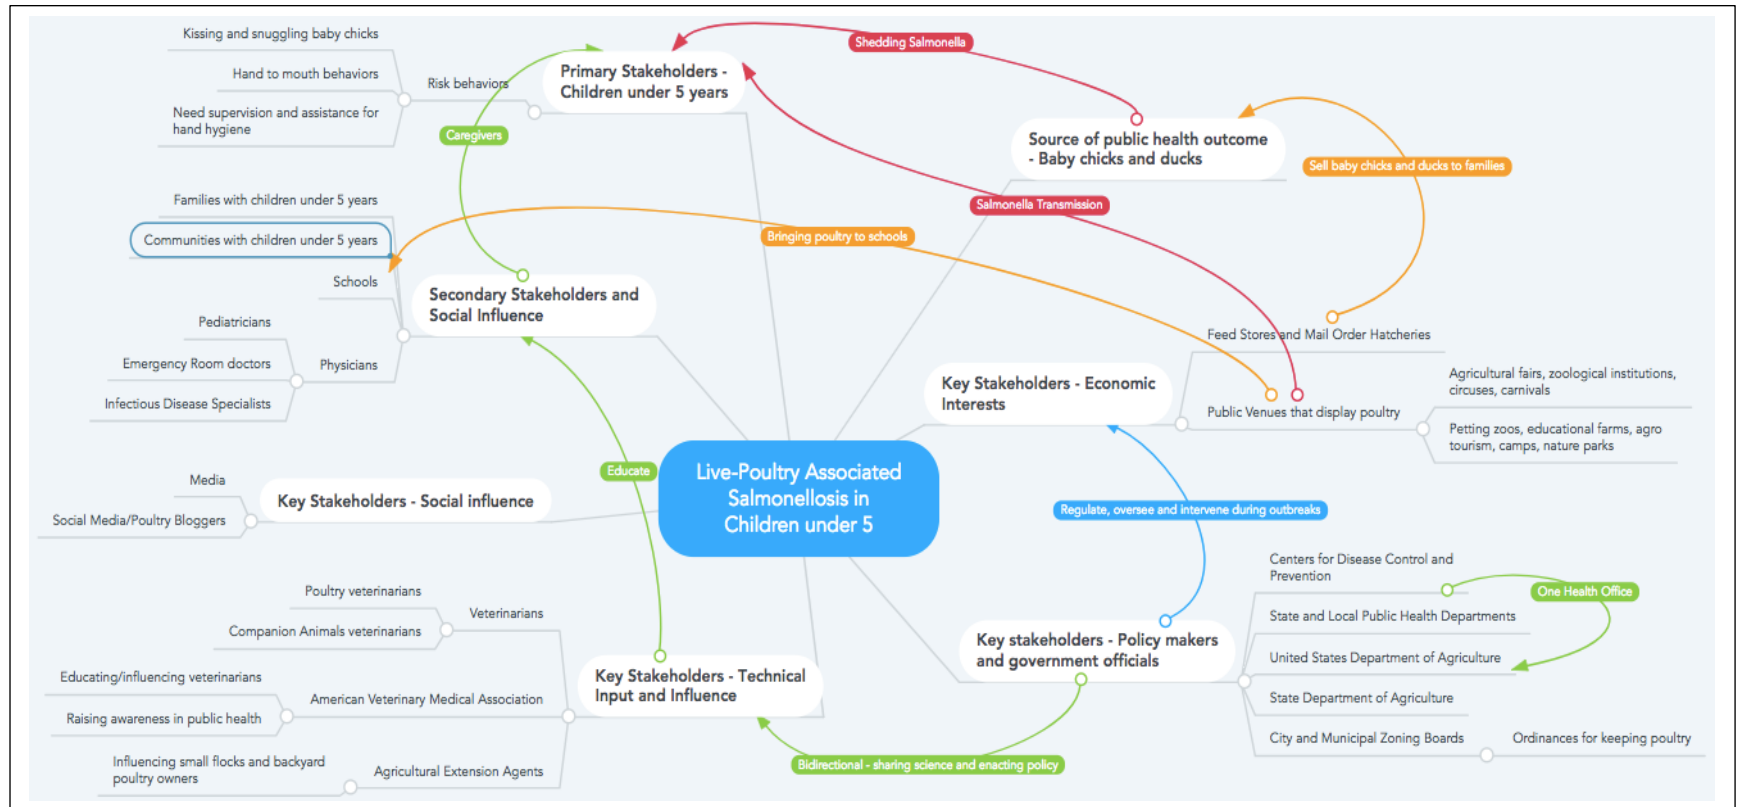 Kissing and snuggling baby chicks
Hand to mouth behaviors
Need supervision and assistance for
hand hygiene
Risk behaviors
Primary Stakeholders -
Children under 5 years
Shedding Salmonella
Source of public health outcome
- Baby chicks and ducks
Sell baby chicks and ducks to families
Caregivers
Salmonella Transmission
Bringing poultry to schools
Families with children under 5 years
Communities with children under 5 years
Schools
Pediatricians
Emergency Room doctors
Infectious Disease Specialists
Physicians
Secondary Stakeholders and
Social Influence
Feed Stores and Mail Order Hatcheries
Key Stakeholders - Economic
Interests
Public Venues that display poultry
Agricultural fairs, zoological institutions,
circuses, carnivals
Petting zoos, educational farms, agro
tourism, camps, nature parks
Educate
Live-Poultry Associated
Salmonellosis in
Children under 5
Media
Social Media/Poultry Bloggers
Key Stakeholders - Social influence
Regulate, oversee and intervene during outbreaks
Poultry veterinarians
Companion Animals veterinarians
Veterinarians
Educating/influencing veterinarians
Raising awareness in public health
American Veterinary Medical Association
Influencing small flocks and backyard
poultry owners
Agricultural Extension Agents
Key Stakeholders - Technical
Input and Influence
Key stakeholders - Policy makers
and government officials
Centers for Disease Control and
Prevention
One Health Office
State and Local Public Health Departments
United States Department of Agriculture
State Department of Agriculture
City and Municipal Zoning Boards
Ordinances for keeping poultry
Bidirectional - sharing science and enacting policy